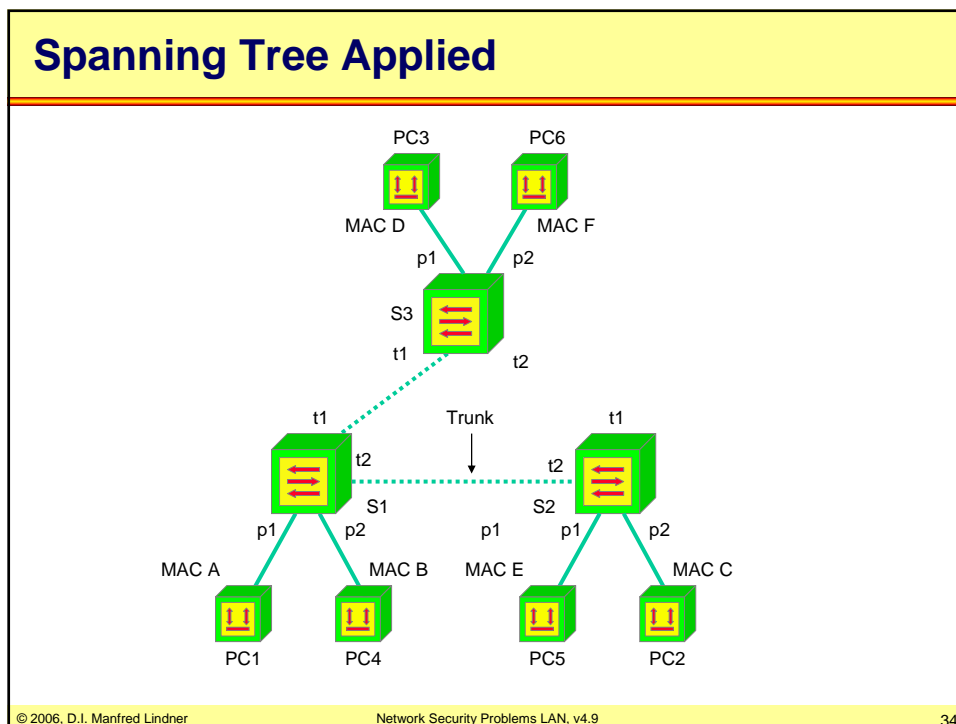 Spanning Tree Applied
PC3
PC6
MAC D
MAC F
p1
p2
S3
t1
t2
t1
Trunk
t1
t2
t2
S1
S2
p1
p2
p1
p1
p2
MAC A
MAC B
MAC E
MAC C
PC1
PC4
PC5
PC2
© 2006, D.I. Manfred Lindner
Network Security Problems LAN, v4.9
34